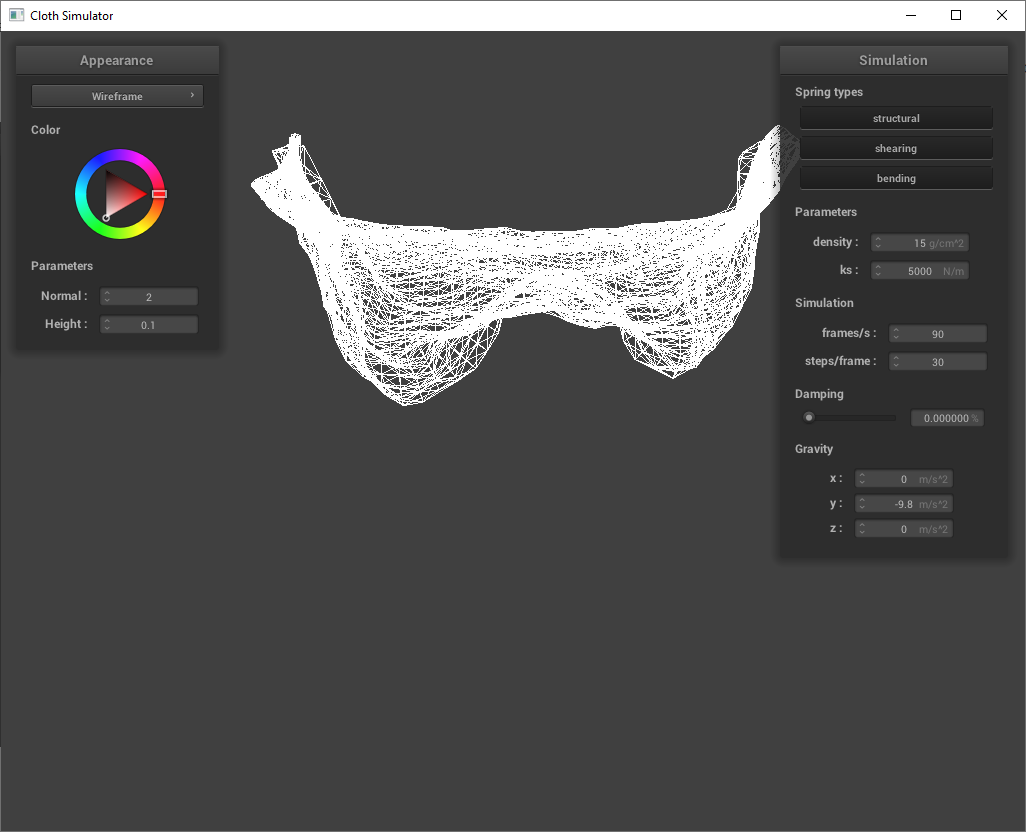 Cloth Simulator
Appearance
Wireframe
Color
Parameters
Normal : 2
Height : 0.1
Simulation
Spring types
structural
shearing
bending
Parameters
density : 15 g/cm^2
ks : 5000 N/m
Simulation
frames/s : 90
steps/frame : 30
Damping
0.000000 %
Gravity
x : 0 m/s^2
y : -9.8 m/s^2
z : 0 m/s^2